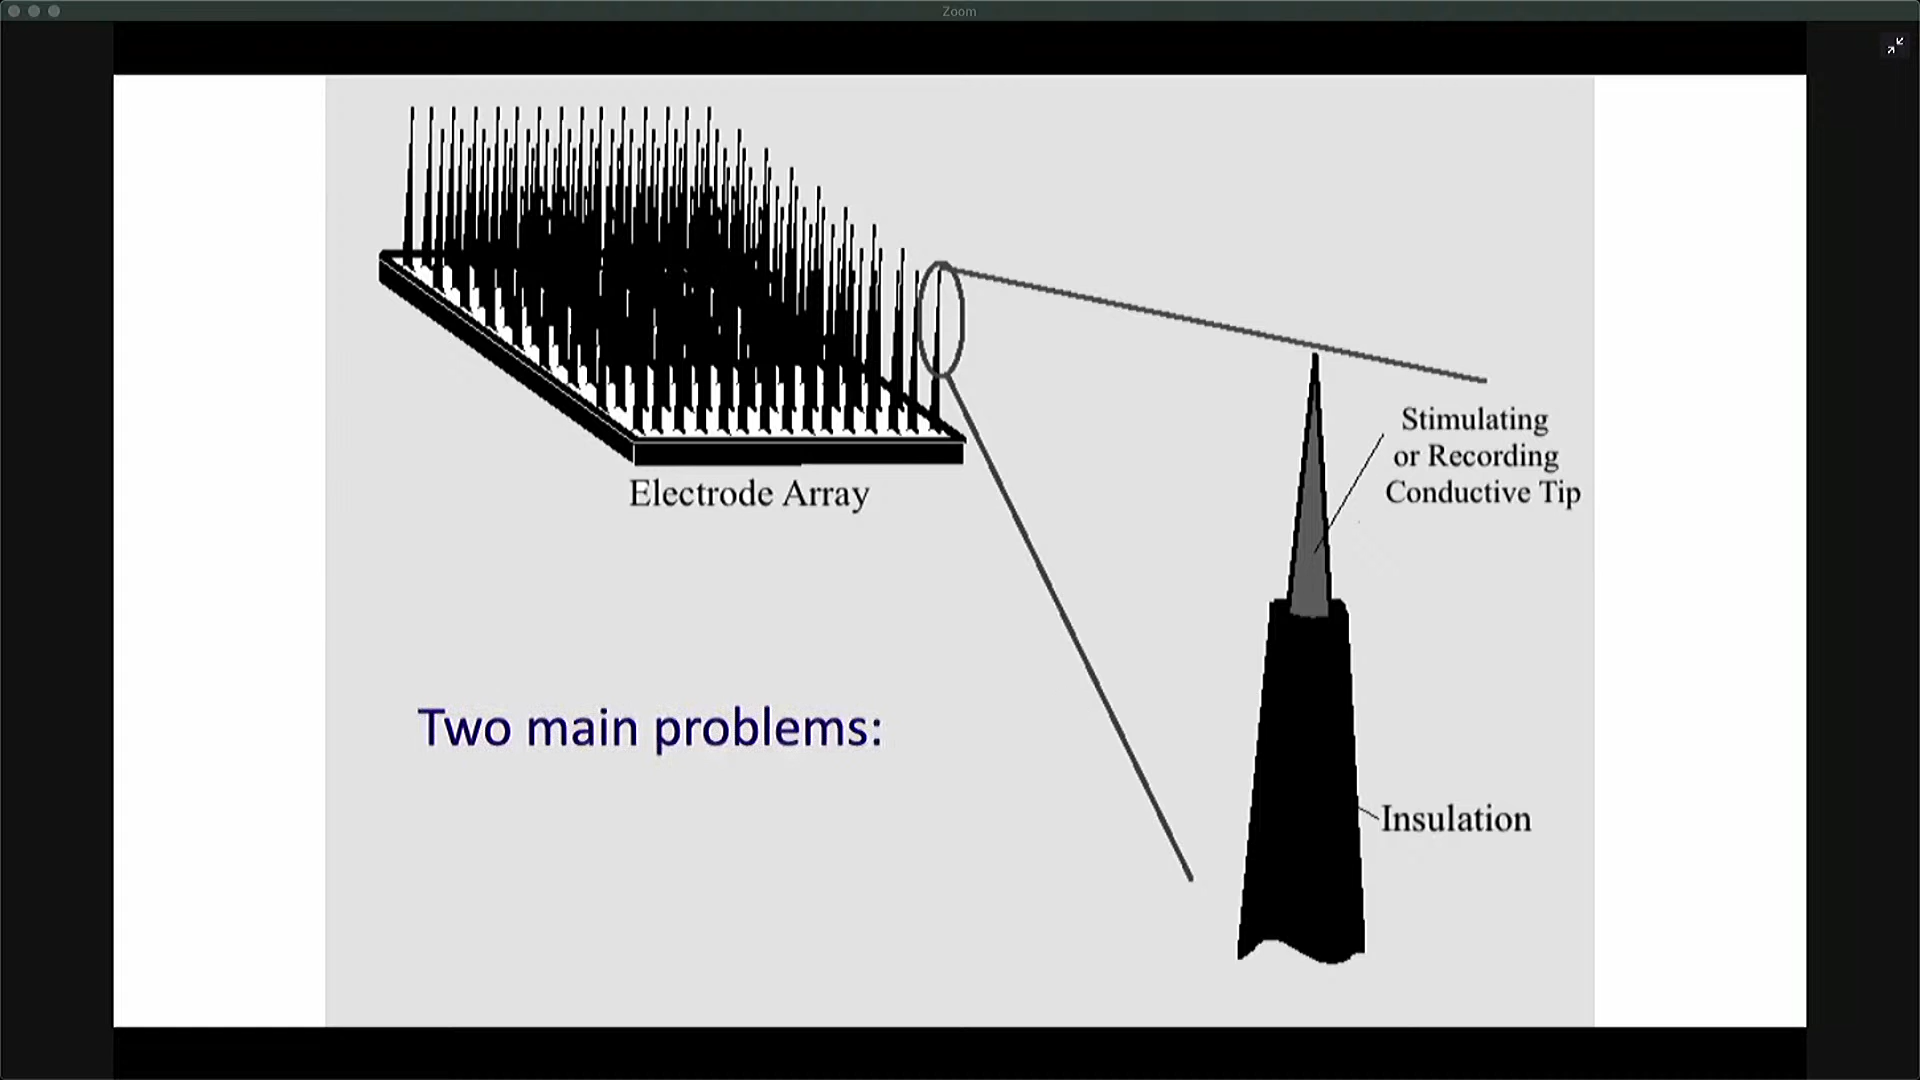 Zoom
Electrode Array
Stimulating
or Recording
Conductive Tip
Two main problems:
Insulation